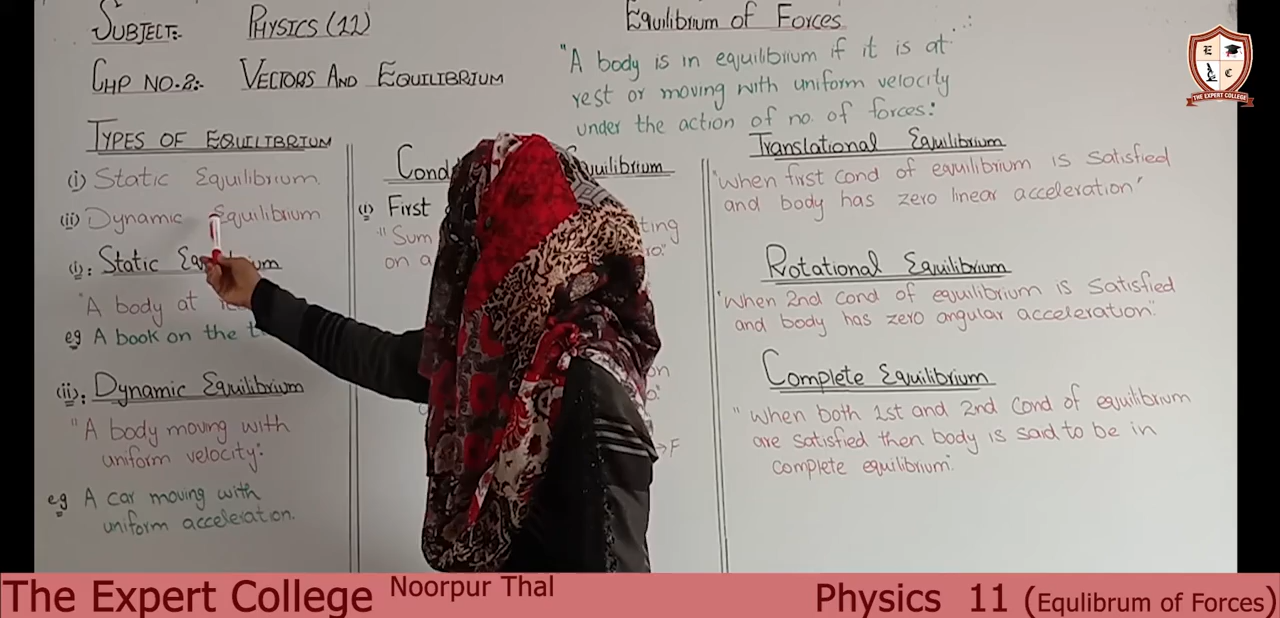 SUBJECT:- PHYSICS (11)
CHP NO.2:- VECTORS AND EQUILIBRIUM
TYPES OF EQUILIBRIUM
(i) Static Equilibrium.
(ii) Dynamic Equilibrium
(i): Static
"A body at
eg A book on the
(ii): Dynamic Equilibrium
"A body moving with
uniform velocity:
eg A car moving with
uniform acceleration.
Equilibrium of Forces
"A body is in equilibrium if it is at
rest or moving with uniform velocity
under the action of no. of forces:
(1) First
"Sum
on a
F
Translational Equilibrium
"when first cond of equilibrium is satisfied
and body has zero linear acceleration"
Rotational Equilibrium
"When 2nd cond of equilibrium is satisfied
and body has zero angular acceleration."
Complete Equilibrium
"When both 1st and 2nd Cond of equilibrium
are satisfied then body is said to be in
complete equilibrium".
E
C
THE EXPERT COLLEGE
The Expert College Noorpur Thal
Physics 11 (Equlibrum of Forces)